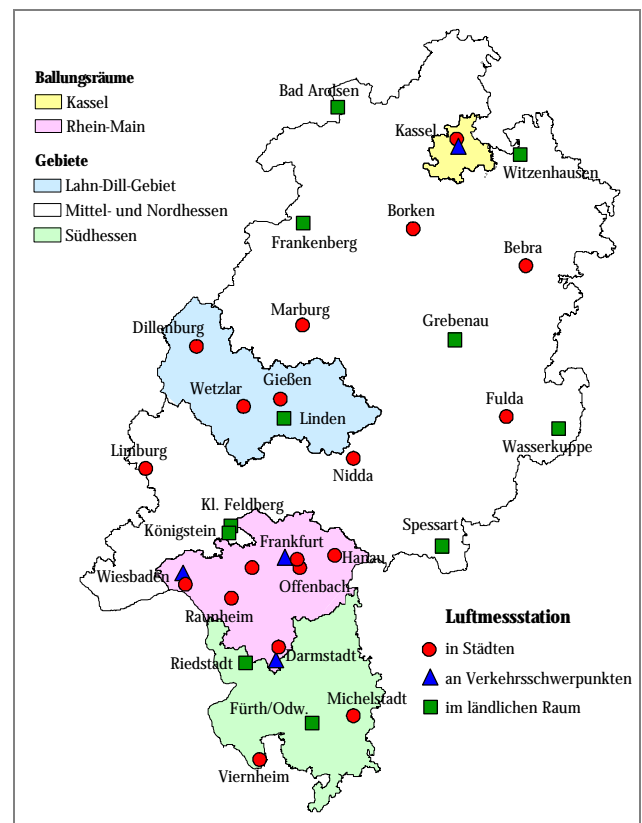 Ballungsräume
Kassel
Rhein-Main
Gebiete
Lahn-Dill-Gebiet
Mittel- und Nordhessen
Südhessen
Bad Arolsen
Kassel
Witzenhausen
Borken
Frankenberg
Bebra
Marburg
Dillenburg
Grebenau
Gießen
Wetzlar
Linden
Fulda
Wasserkuppe
Limburg
Nidda
Kl. Feldberg
Königstein
Spessart
Frankfurt
Hanau
Wiesbaden
Offenbach
Raunheim
Luftmessstation
in Städten
an Verkehrsschwerpunkten
im ländlichen Raum
Darmstadt
Riedstadt
Michelstadt
Fürth/Odw.
Viernheim